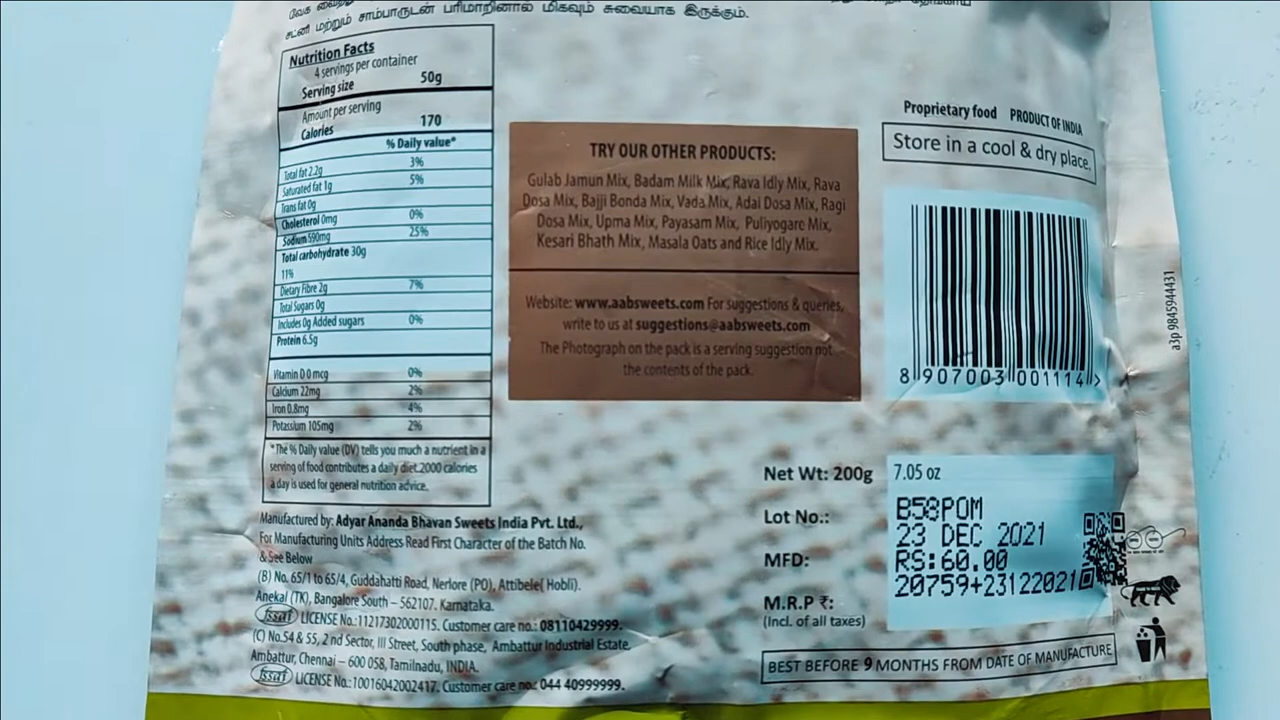 சட்னி மற்றும் சாம்பாருடன் பரிமாறினால் மிகவும் சுவையாக இருக்கும்.
Nutrition Facts
4 servings per container
Serving size 50g
Amount per serving
Calories 170
% Daily value*
Total fat 2.2g 3%
Saturated fat 1g 5%
Trans fat 0g
Cholesterol 0mg 0%
Sodium 590mg 25%
Total carbohydrate 30g
11%
Dietary Fibre 2g 7%
Total Sugars 0g
Includes 0g Added sugars 0%
Protein 6.5g
Vitamin D 0 mcg 0%
Calcium 22mg 2%
Iron 0.8mg 4%
Potassium 105mg 2%
*The % Daily value (DV) tells you much a nutrient in a
serving of food contributes a daily diet.2000 calories
a day is used for general nutrition advice.
Manufactured by: Adyar Ananda Bhavan Sweets India Pvt. Ltd.,
For Manufacturing Units Address Read First Character of the Batch No.
& See Below
(B) No. 65/1 to 65/4, Guddahatti Road, Nerlore (PO), Attibele( Hobli).
Anekal (TK), Bangalore South – 562107. Karnataka.
fssai LICENSE No.:11217302000115. Customer care no.: 08110429999.
(C) No.54 & 55, 2 nd Sector, III Street, South phase, Ambattur Industrial Estate.
Ambattur, Chennai – 600 058, Tamilnadu, INDIA.
fssai LICENSE No.:10016042002417. Customer care no.: 044 40999999.
TRY OUR OTHER PRODUCTS:
Gulab Jamun Mix, Badam Milk Mix, Rava Idly Mix, Rava
Dosa Mix, Bajji Bonda Mix, Vada Mix, Adai Dosa Mix, Ragi
Dosa Mix, Upma Mix, Payasam Mix, Puliyogare Mix,
Kesari Bhath Mix, Masala Oats and Rice Idly Mix.
Website: www.aabsweets.com For suggestions & queries,
write to us at suggestions@aabsweets.com
The Photograph on the pack is a serving suggestion not
the contents of the pack.
Proprietary food PRODUCT OF INDIA
Store in a cool & dry place.
8 907003 001114 >
a3p 9845944431
Net Wt: 200g 7.05 oz
Lot No.: B58POM
MFD: 23 DEC 2021
M.R.P ₹: RS:60.00
(Incl. of all taxes) 20759+23122021
BEST BEFORE 9 MONTHS FROM DATE OF MANUFACTURE